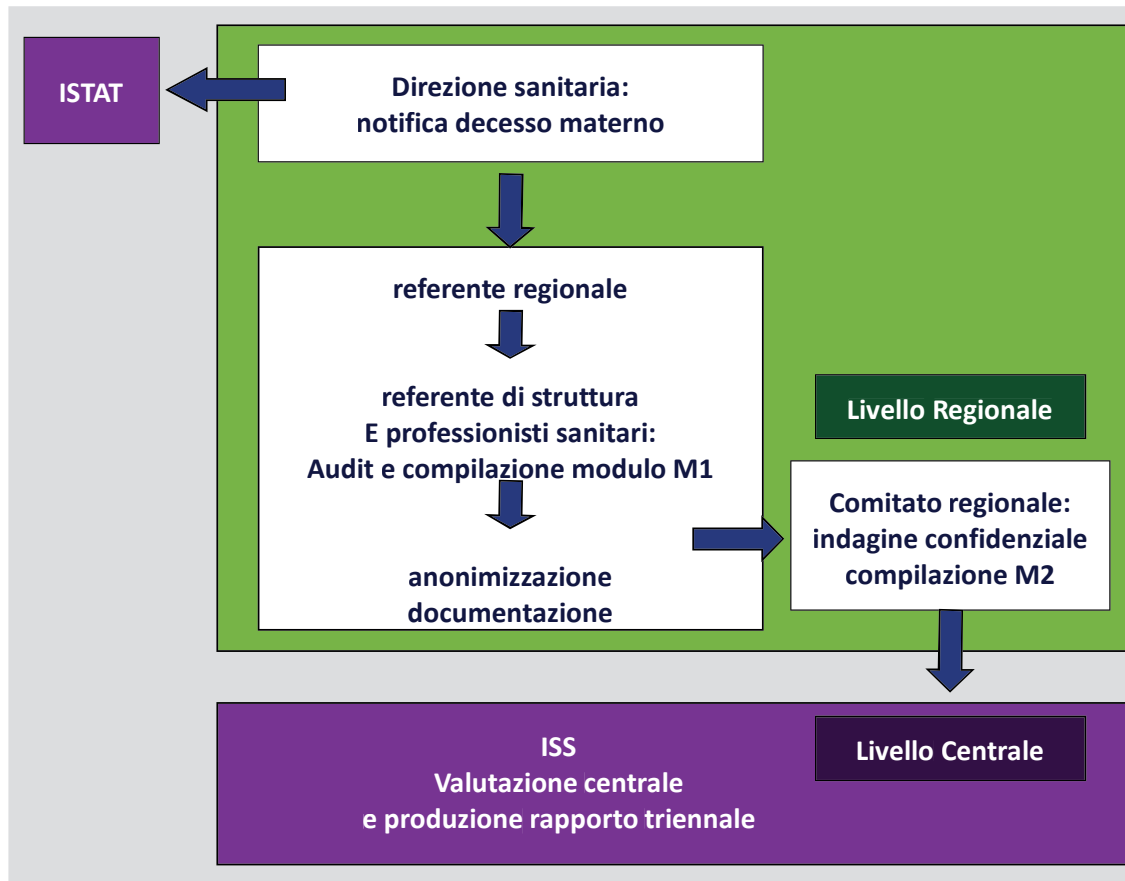 ISTAT
Direzione sanitaria:
notifica decesso materno
referente regionale
referente di struttura
E professionisti sanitari:
Audit e compilazione modulo M1
anonimizzazione
documentazione
Livello Regionale
Comitato regionale:
indagine confidenziale
compilazione M2
ISS
Valutazione centrale
e produzione rapporto triennale
Livello Centrale